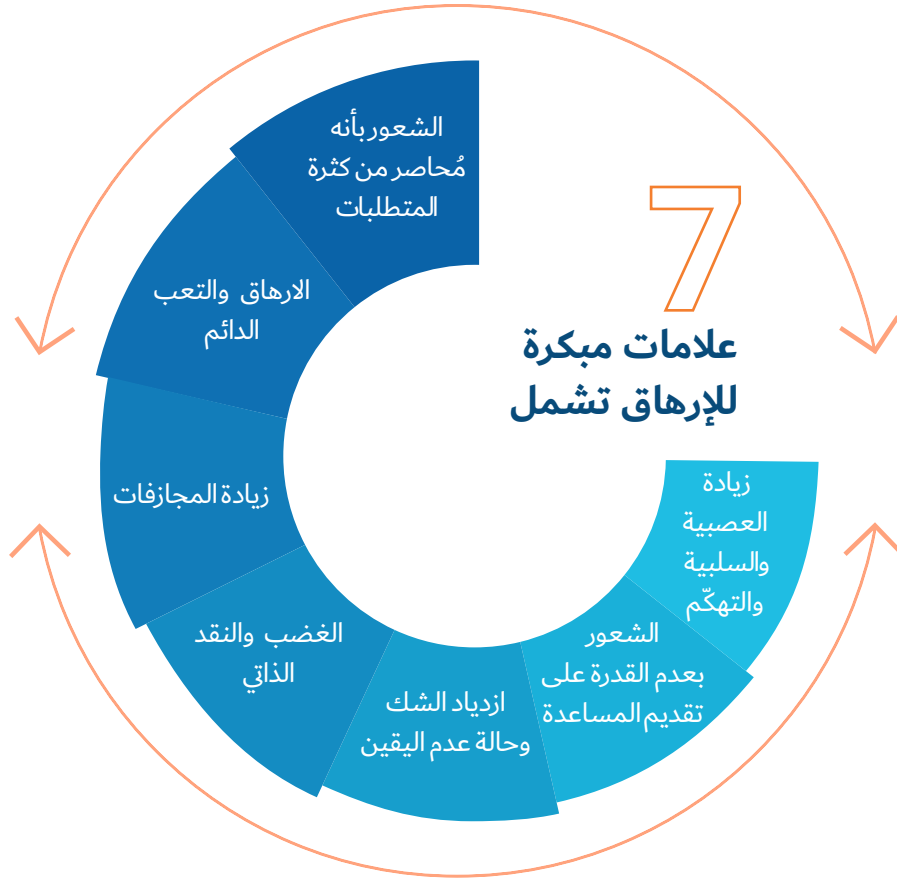 7
علامات مبكرة
للإرهاق تشمل
الشعور بأنه
مُحاصر من كثرة
المتطلبات
الارهاق والتعب
الدائم
زيادة المجازفات
الغضب والنقد
الذاتي
ازدياد الشك
وحالة عدم اليقين
الشعور
بعدم القدرة على
تقديم المساعدة
زيادة
العصبية
والسلبية
والتهكّم